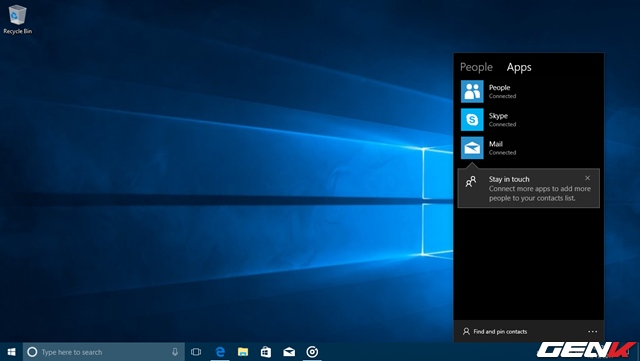 Recycle Bin
People Apps
People
Connected
Skype
Connected
Mail
Connected
Stay in touch
Connect more apps to add more
people to your contacts list.
Find and pin contacts
Type here to search
GENK